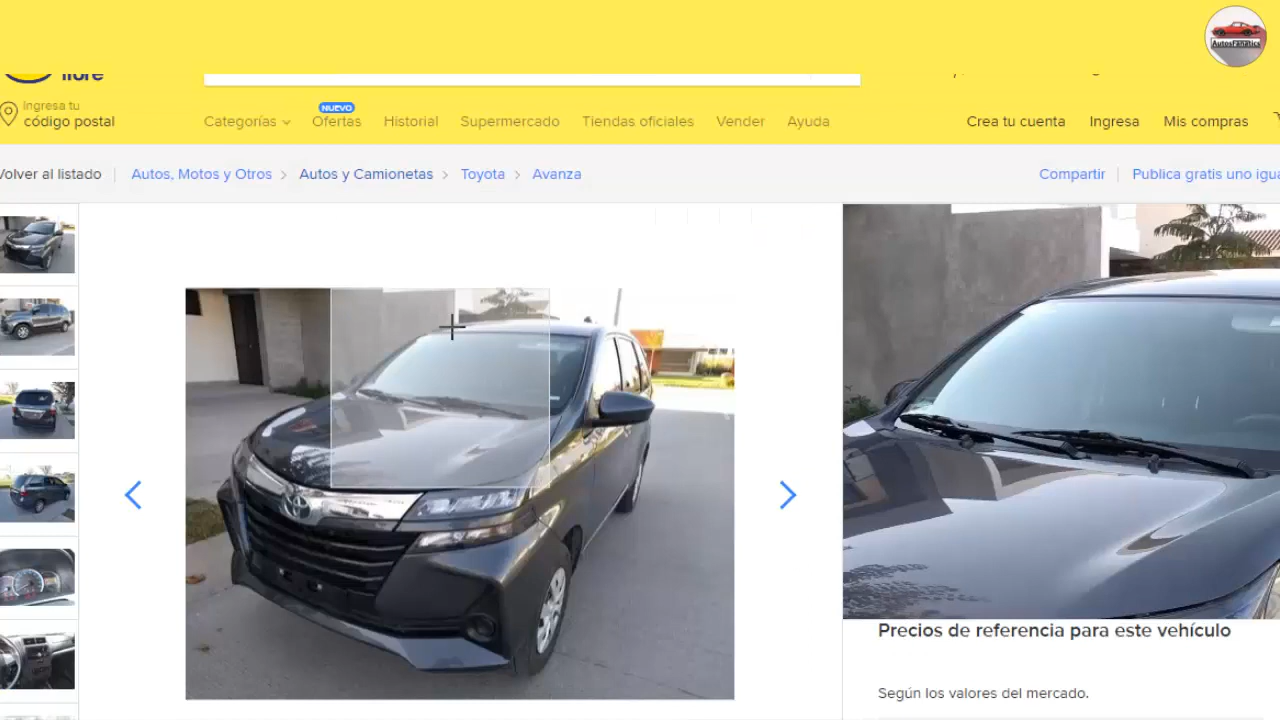 libre
Ingresa tu
código postal
Categorías
NUEVO
Ofertas
Historial
Supermercado
Tiendas oficiales
Vender
Ayuda
Crea tu cuenta
Ingresa
Mis compras
AutosFanatics
Volver al listado
Autos, Motos y Otros
Autos y Camionetas
Toyota
Avanza
Compartir
Publica gratis uno igua
Precios de referencia para este vehículo
Según los valores del mercado.